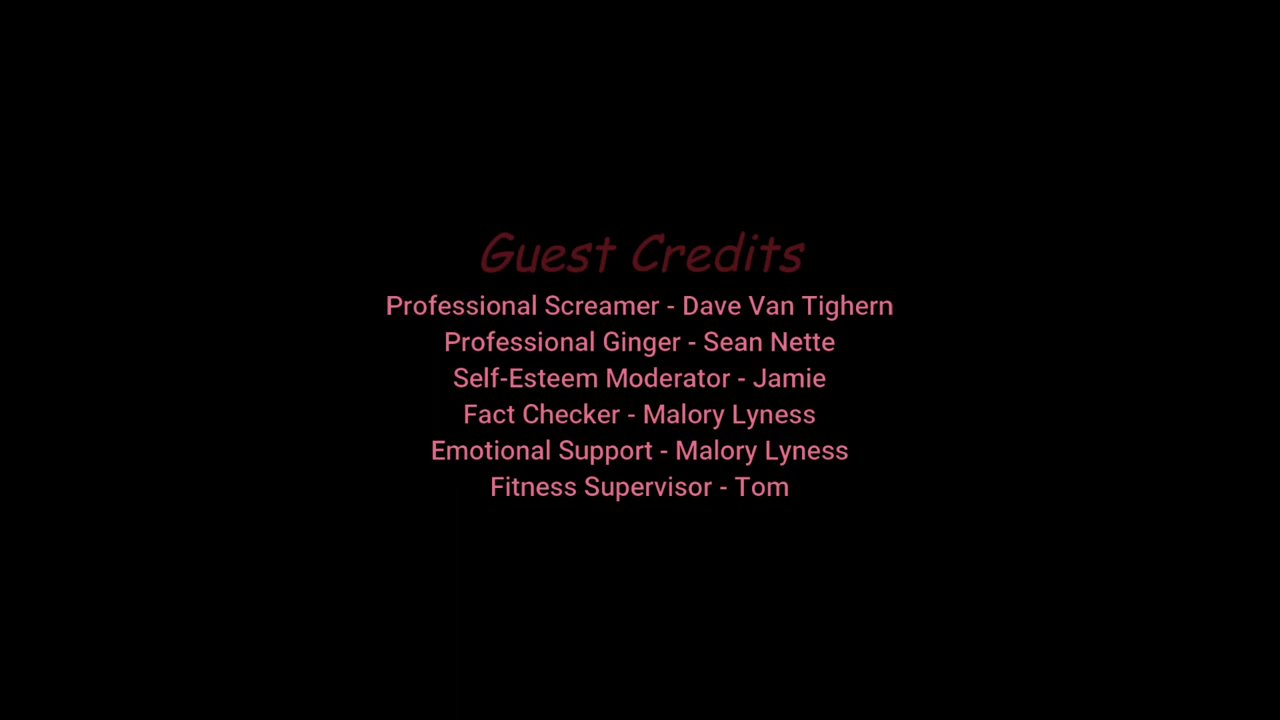 Guest Credits
Professional Screamer - Dave Van Tighern
Professional Ginger - Sean Nette
Self-Esteem Moderator - Jamie
Fact Checker - Malory Lyness
Emotional Support - Malory Lyness
Fitness Supervisor - Tom